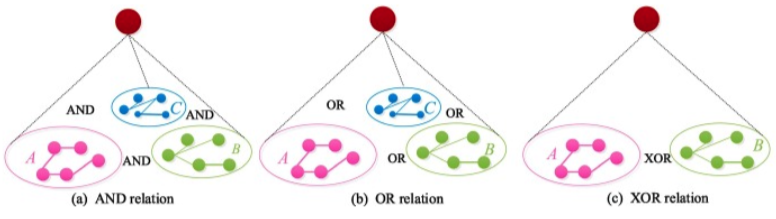 C
AND
AND
A
AND
B
(a) AND relation
C
OR
OR
A
OR
B
(b) OR relation
A
XOR
B
(c) XOR relation